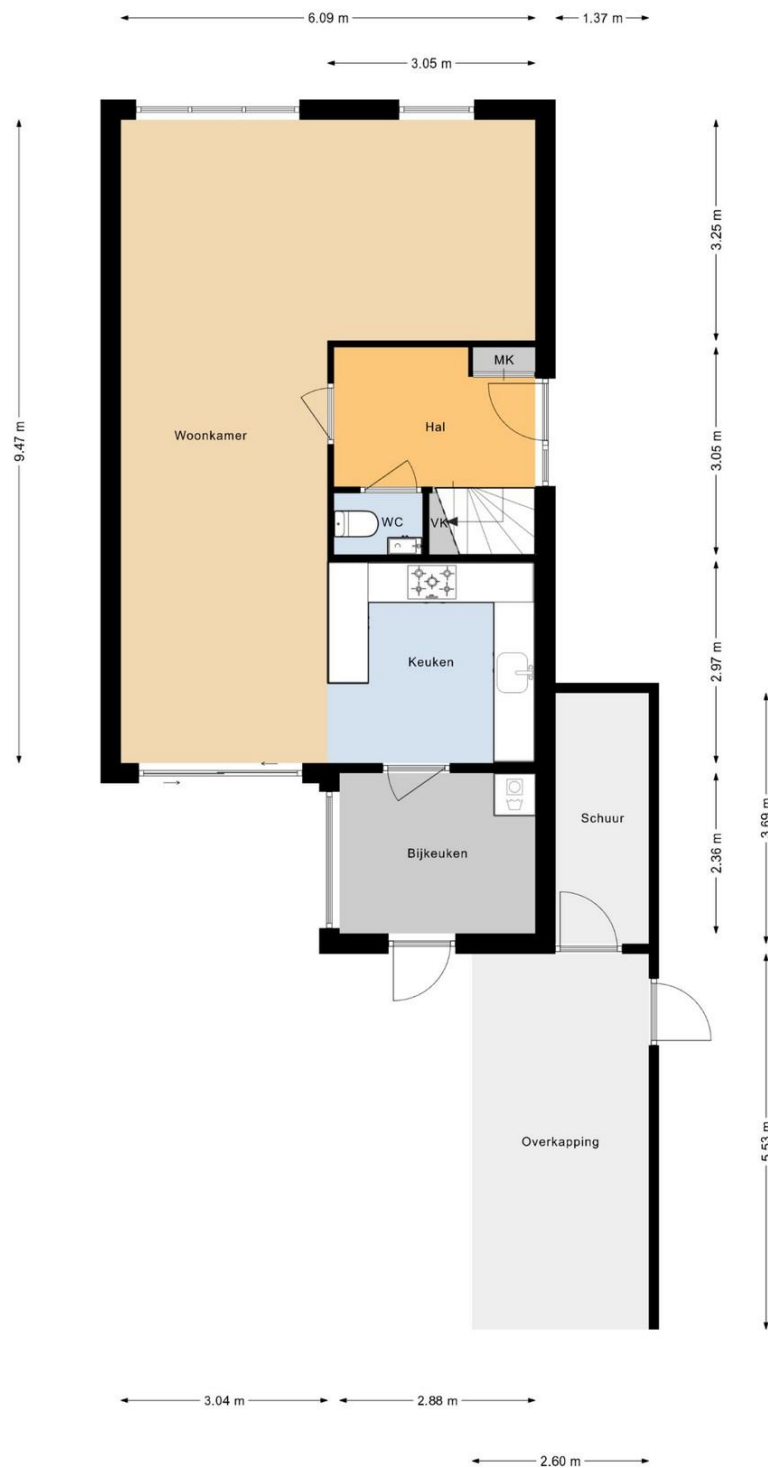 6.09 m
1.37 m
3.05 m
3.25 m
MK
9.47 m
Woonkamer
Hal
3.05 m
WC
VK
Keuken
2.97 m
Schuur
3.69 m
Bijkeuken
2.36 m
Overkapping
5.53 m
3.04 m
2.88 m
2.60 m